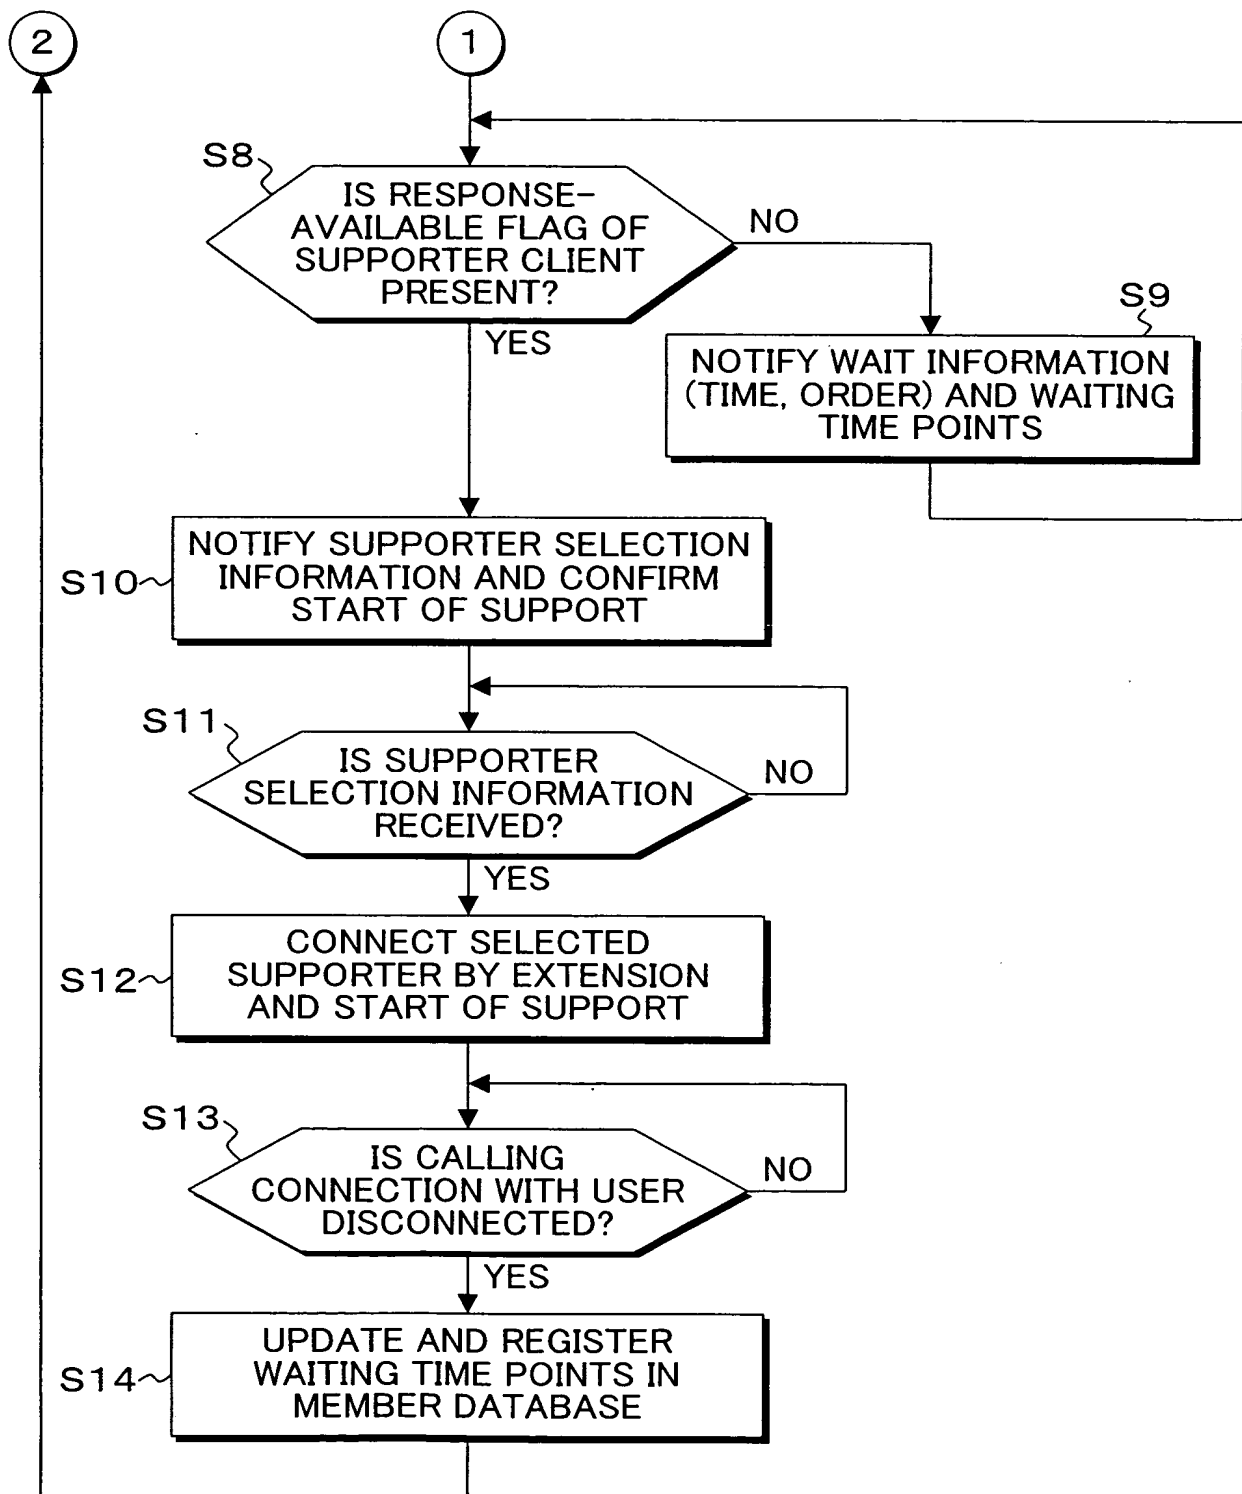 2
1
S8
IS RESPONSE-
AVAILABLE FLAG OF
SUPPORTER CLIENT
PRESENT?
NO
YES
S9
NOTIFY WAIT INFORMATION
(TIME, ORDER) AND WAITING
TIME POINTS
S10
NOTIFY SUPPORTER SELECTION
INFORMATION AND CONFIRM
START OF SUPPORT
S11
IS SUPPORTER
SELECTION INFORMATION
RECEIVED?
NO
YES
S12
CONNECT SELECTED
SUPPORTER BY EXTENSION
AND START OF SUPPORT
S13
IS CALLING
CONNECTION WITH USER
DISCONNECTED?
NO
YES
S14
UPDATE AND REGISTER
WAITING TIME POINTS IN
MEMBER DATABASE